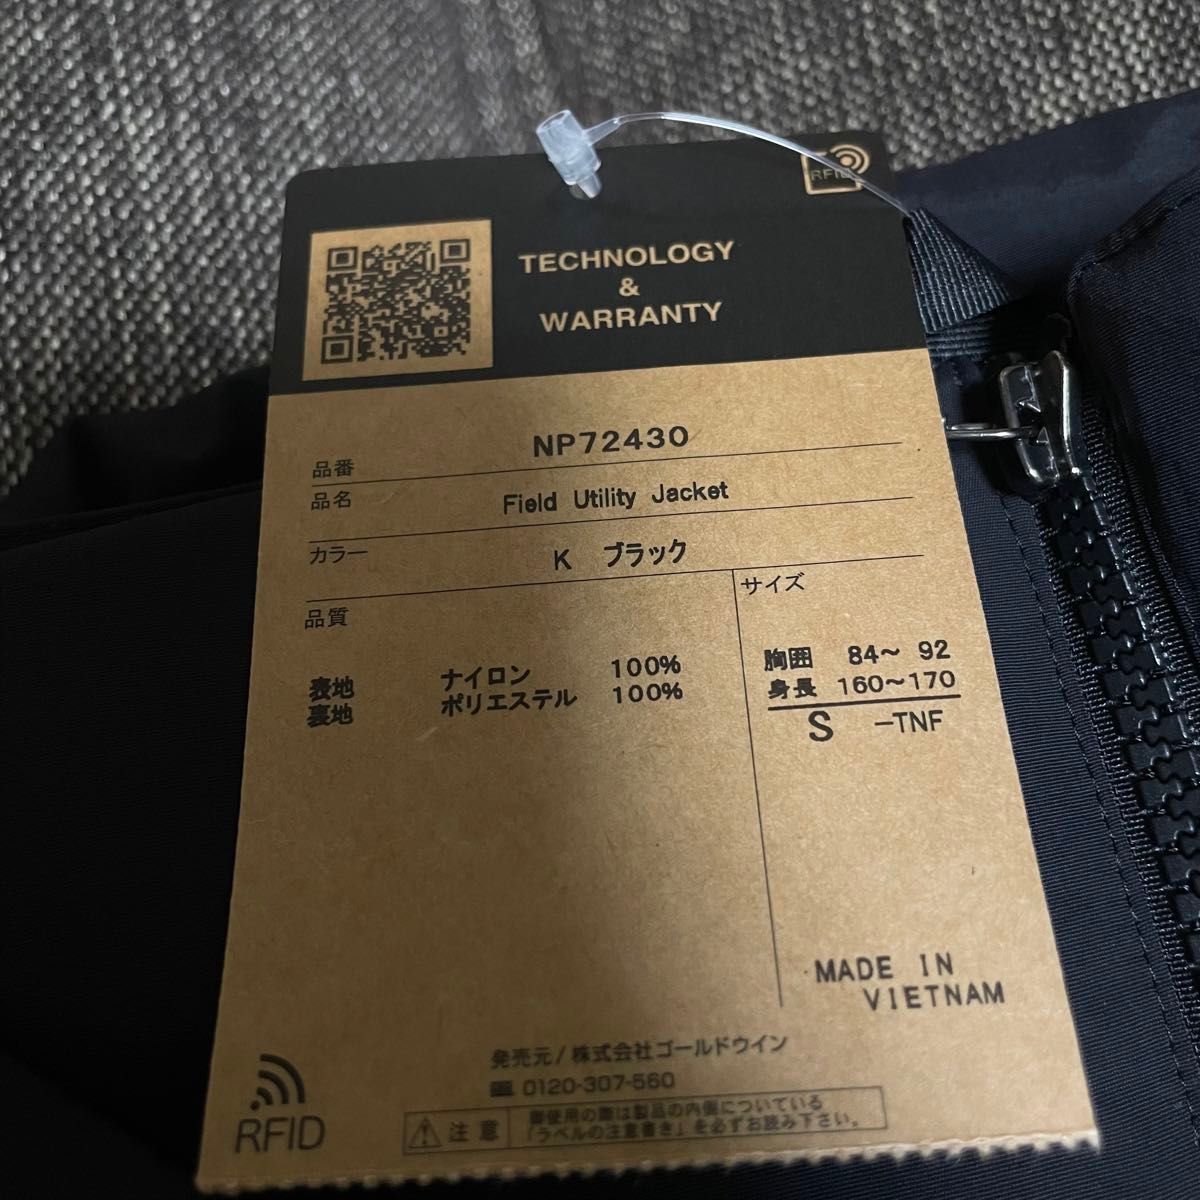 RFID
TECHNOLOGY
&
WARRANTY
品番 NP72430
品名 Field Utility Jacket
カラー K ブラック
品質
表地 ナイロン 100%
裏地 ポリエステル 100%
サイズ
胸囲 84～ 92
身長 160～170
S -TNF
MADE IN
VIETNAM
発売元/株式会社ゴールドウイン
0120-307-560
RFID
注意
御使用の際は製品の内側についている
「ラベルの注意書き」を必ずお読み下さい。